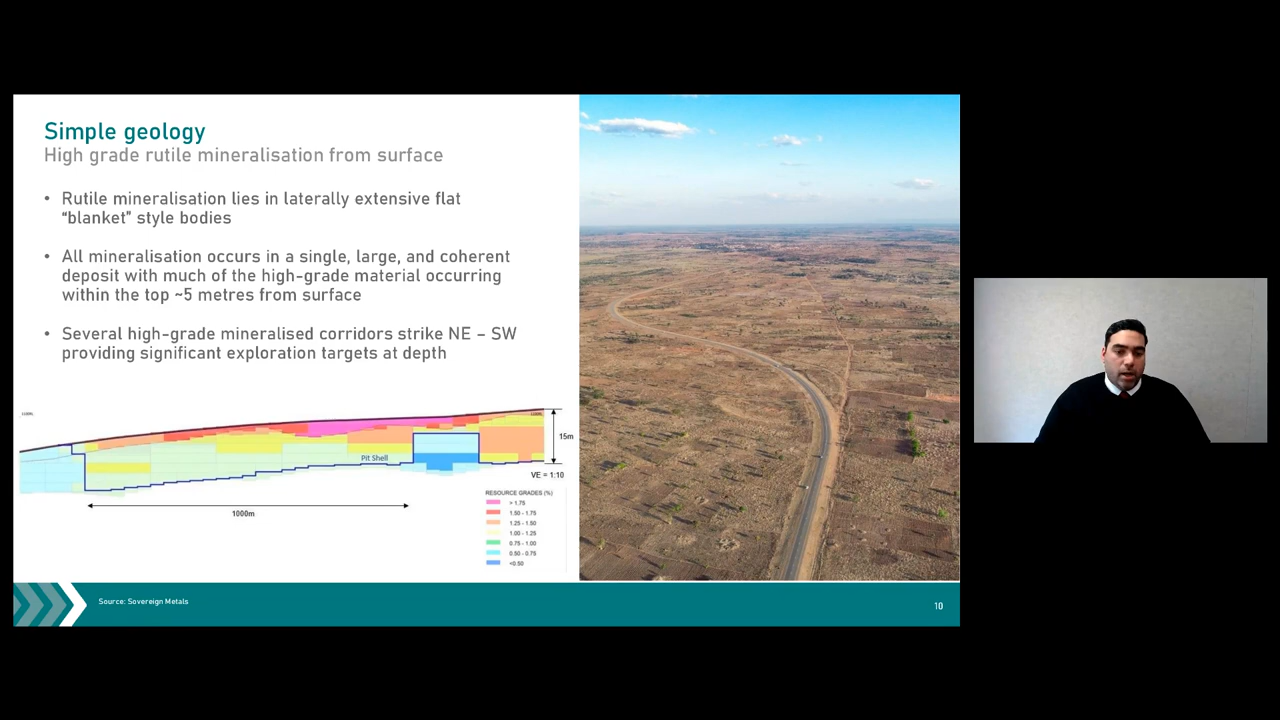 Simple geology
High grade rutile mineralisation from surface
• Rutile mineralisation lies in laterally extensive flat
“blanket” style bodies
• All mineralisation occurs in a single, large, and coherent
deposit with much of the high-grade material occurring
within the top ~5 metres from surface
• Several high-grade mineralised corridors strike NE – SW
providing significant exploration targets at depth
15m
Pit Shell
VE = 1:10
1000m
RESOURCE GRADES (%)
> 1.75
1.50 - 1.75
1.25 - 1.50
1.00 - 1.25
0.75 - 1.00
0.50 - 0.75
<0.50
Source: Sovereign Metals
10